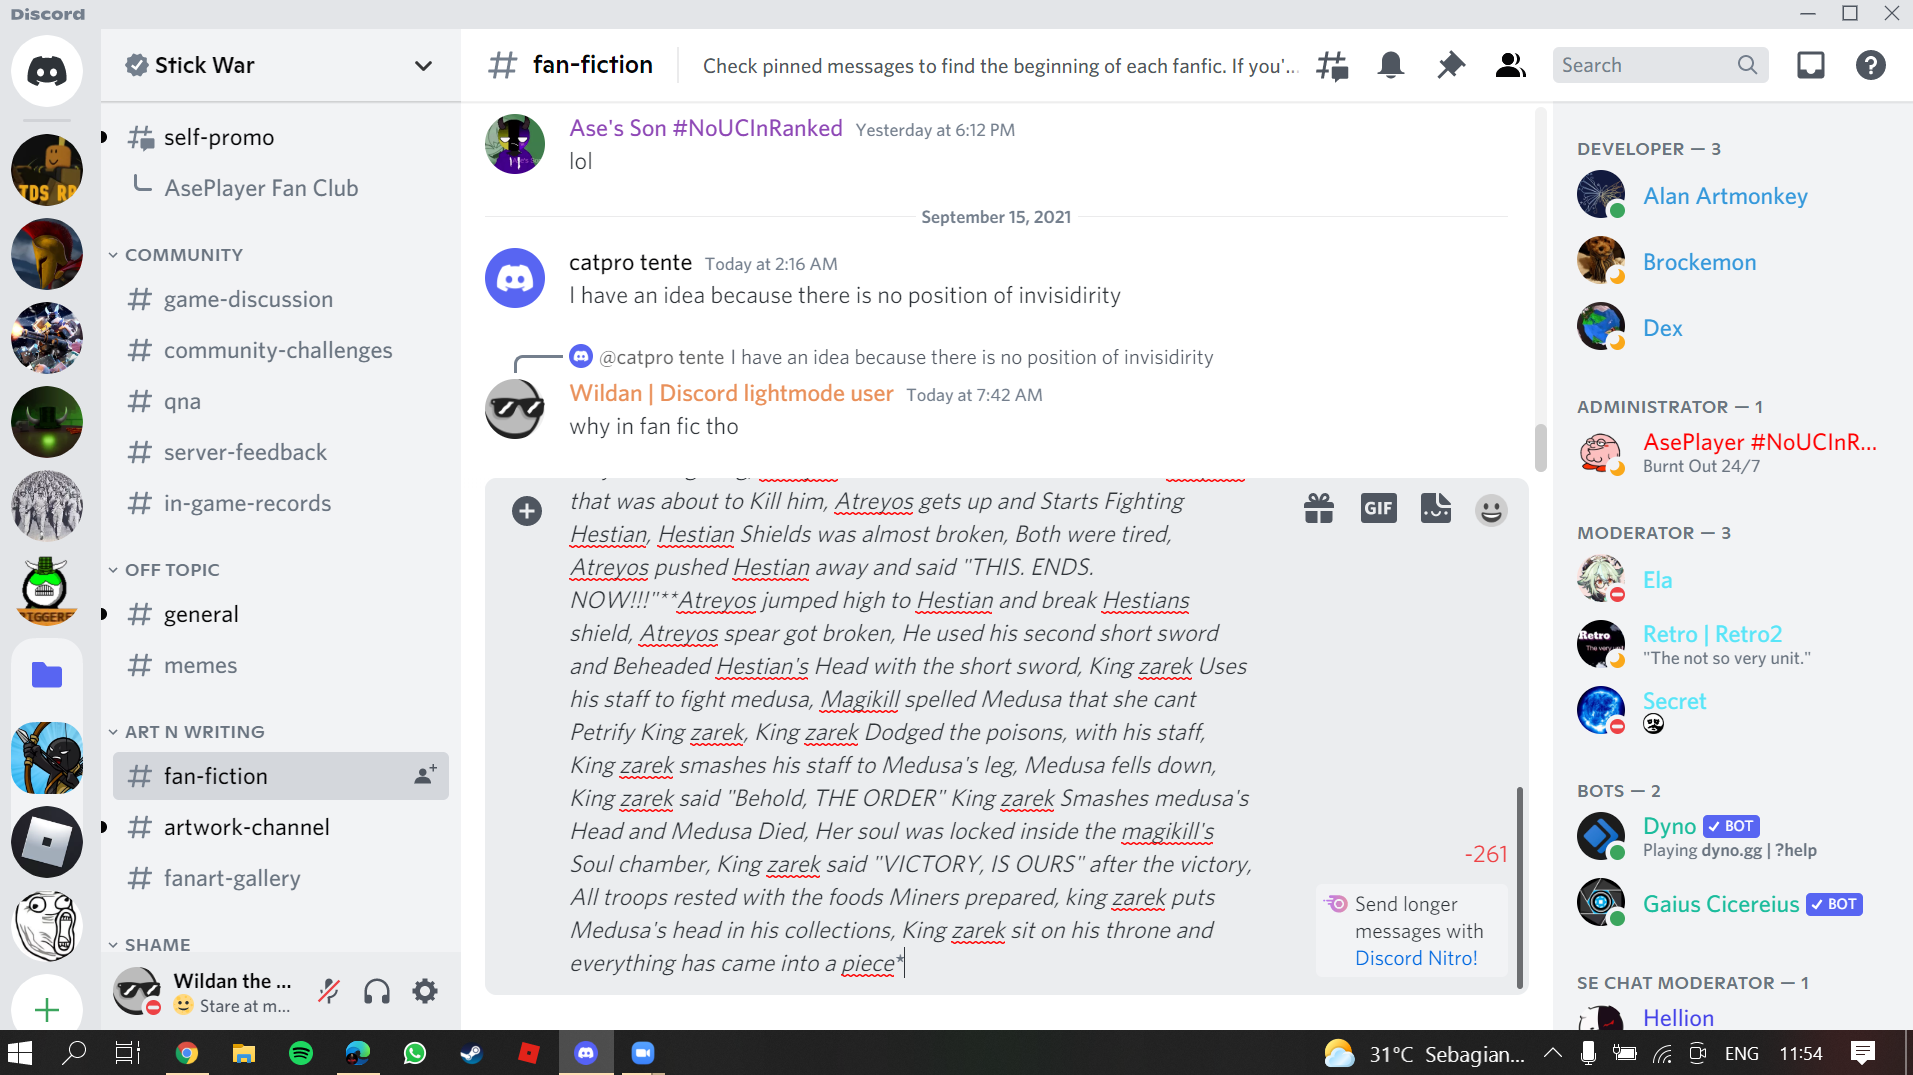 Discord
Stick War
self-promo
AsePlayer Fan Club
COMMUNITY
game-discussion
community-challenges
qna
server-feedback
in-game-records
OFF TOPIC
general
memes
ART N WRITING
fan-fiction
artwork-channel
fanart-gallery
SHAME
Wildan the ...
Stare at m...
TDS RP
fan-fiction
Check pinned messages to find the beginning of each fanfic. If you'...
Search
Ase's Son #NoUCInRanked Yesterday at 6:12 PM
lol
September 15, 2021
catpro tente Today at 2:16 AM
I have an idea because there is no position of invisidirity
@catpro tente I have an idea because there is no position of invisidirity
Wildan | Discord lightmode user Today at 7:42 AM
why in fan fic tho
that was about to Kill him, Atreyos gets up and Starts Fighting
Hestian, Hestian Shields was almost broken, Both were tired,
Atreyos pushed Hestian away and said "THIS. ENDS.
NOW!!!"**Atreyos jumped high to Hestian and break Hestians
shield, Atreyos spear got broken, He used his second short sword
and Beheaded Hestian's Head with the short sword, King zarek Uses
his staff to fight medusa, Magikill spelled Medusa that she cant
Petrify King zarek, King zarek Dodged the poisons, with his staff,
King zarek smashes his staff to Medusa's leg, Medusa fells down,
King zarek said "Behold, THE ORDER" King zarek Smashes medusa's
Head and Medusa Died, Her soul was locked inside the magikill's
Soul chamber, King zarek said "VICTORY, IS OURS" after the victory,
All troops rested with the foods Miners prepared, king zarek puts
Medusa's head in his collections, King zarek sit on his throne and
everything has came into a piece*
GIF
-261
Send longer
messages with
Discord Nitro!
DEVELOPER — 3
Alan Artmonkey
Brockemon
Dex
ADMINISTRATOR — 1
AsePlayer #NoUCInR...
Burnt Out 24/7
MODERATOR — 3
Ela
Retro | Retro2
"The not so very unit."
Secret
BOTS — 2
Dyno BOT
Playing dyno.gg | ?help
Gaius Cicereius BOT
SE CHAT MODERATOR — 1
Hellion
31°C Sebagian...
ENG
11:54